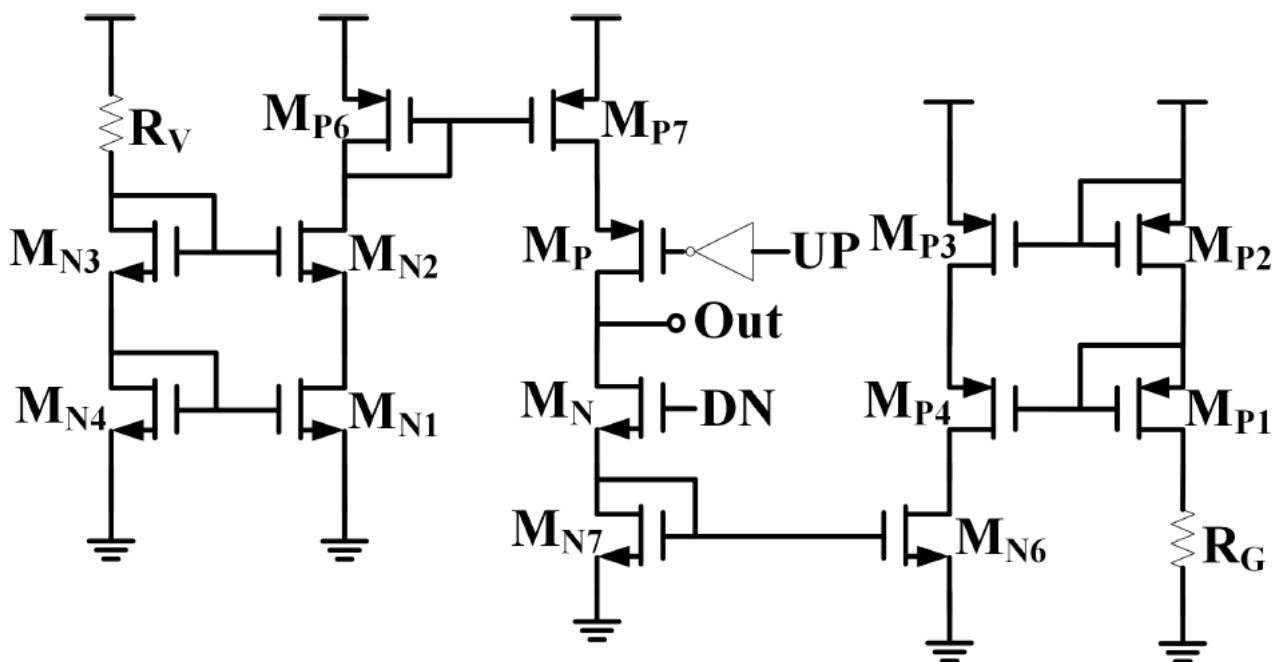 M_P6
M_P7
R_V
M_N3
M_N2
M_P
UP
M_P3
M_P2
Out
M_N4
M_N1
M_N
DN
M_P4
M_P1
M_N7
M_N6
R_G